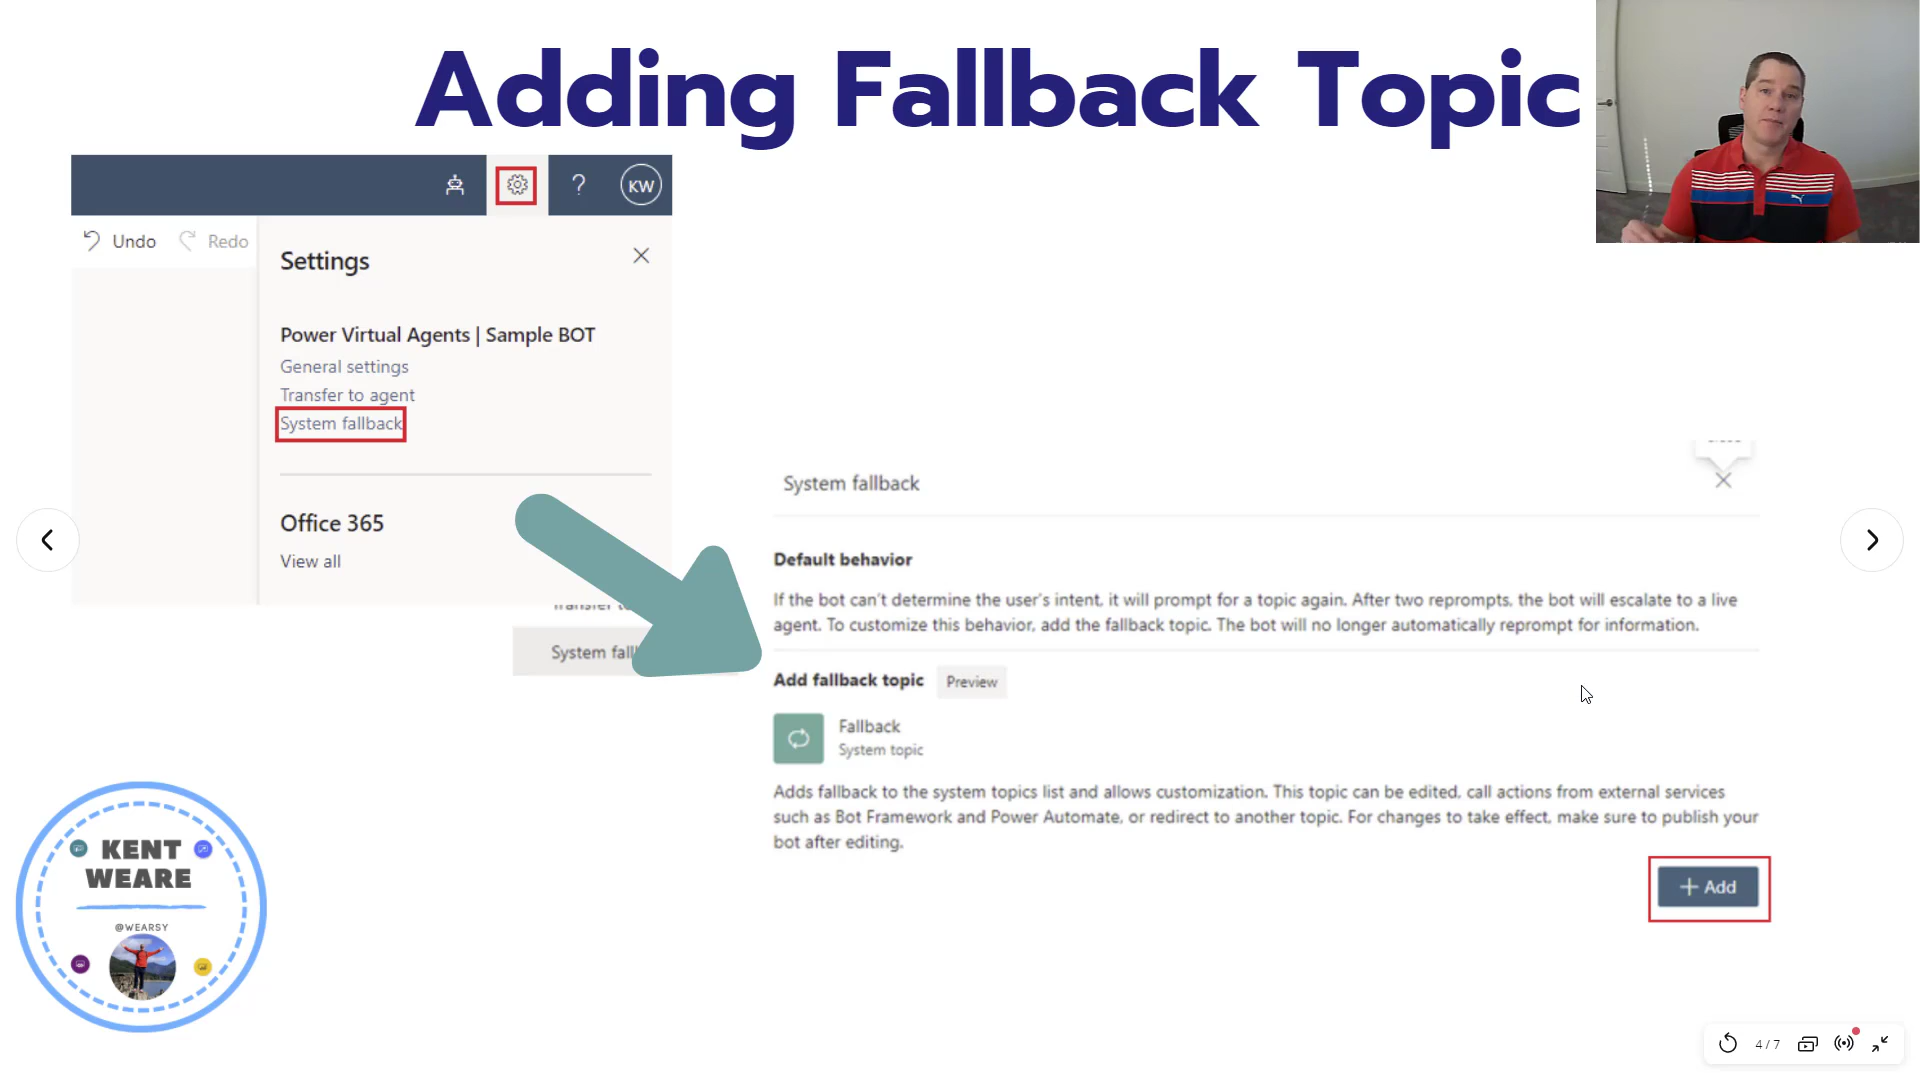 Adding Fallback Topic
KW
Undo
Redo
Settings
Power Virtual Agents | Sample BOT
General settings
Transfer to agent
System fallback
Office 365
View all
System fallback
Default behavior
If the bot can't determine the user's intent, it will prompt for a topic again. After two reprompts, the bot will escalate to a live
agent. To customize this behavior, add the fallback topic. The bot will no longer automatically reprompt for information.
Add fallback topic Preview
Fallback
System topic
Adds fallback to the system topics list and allows customization. This topic can be edited, call actions from external services
such as Bot Framework and Power Automate, or redirect to another topic. For changes to take effect, make sure to publish your
bot after editing.
+ Add
System
KENT
WEARE
@WEARSY
4 / 7